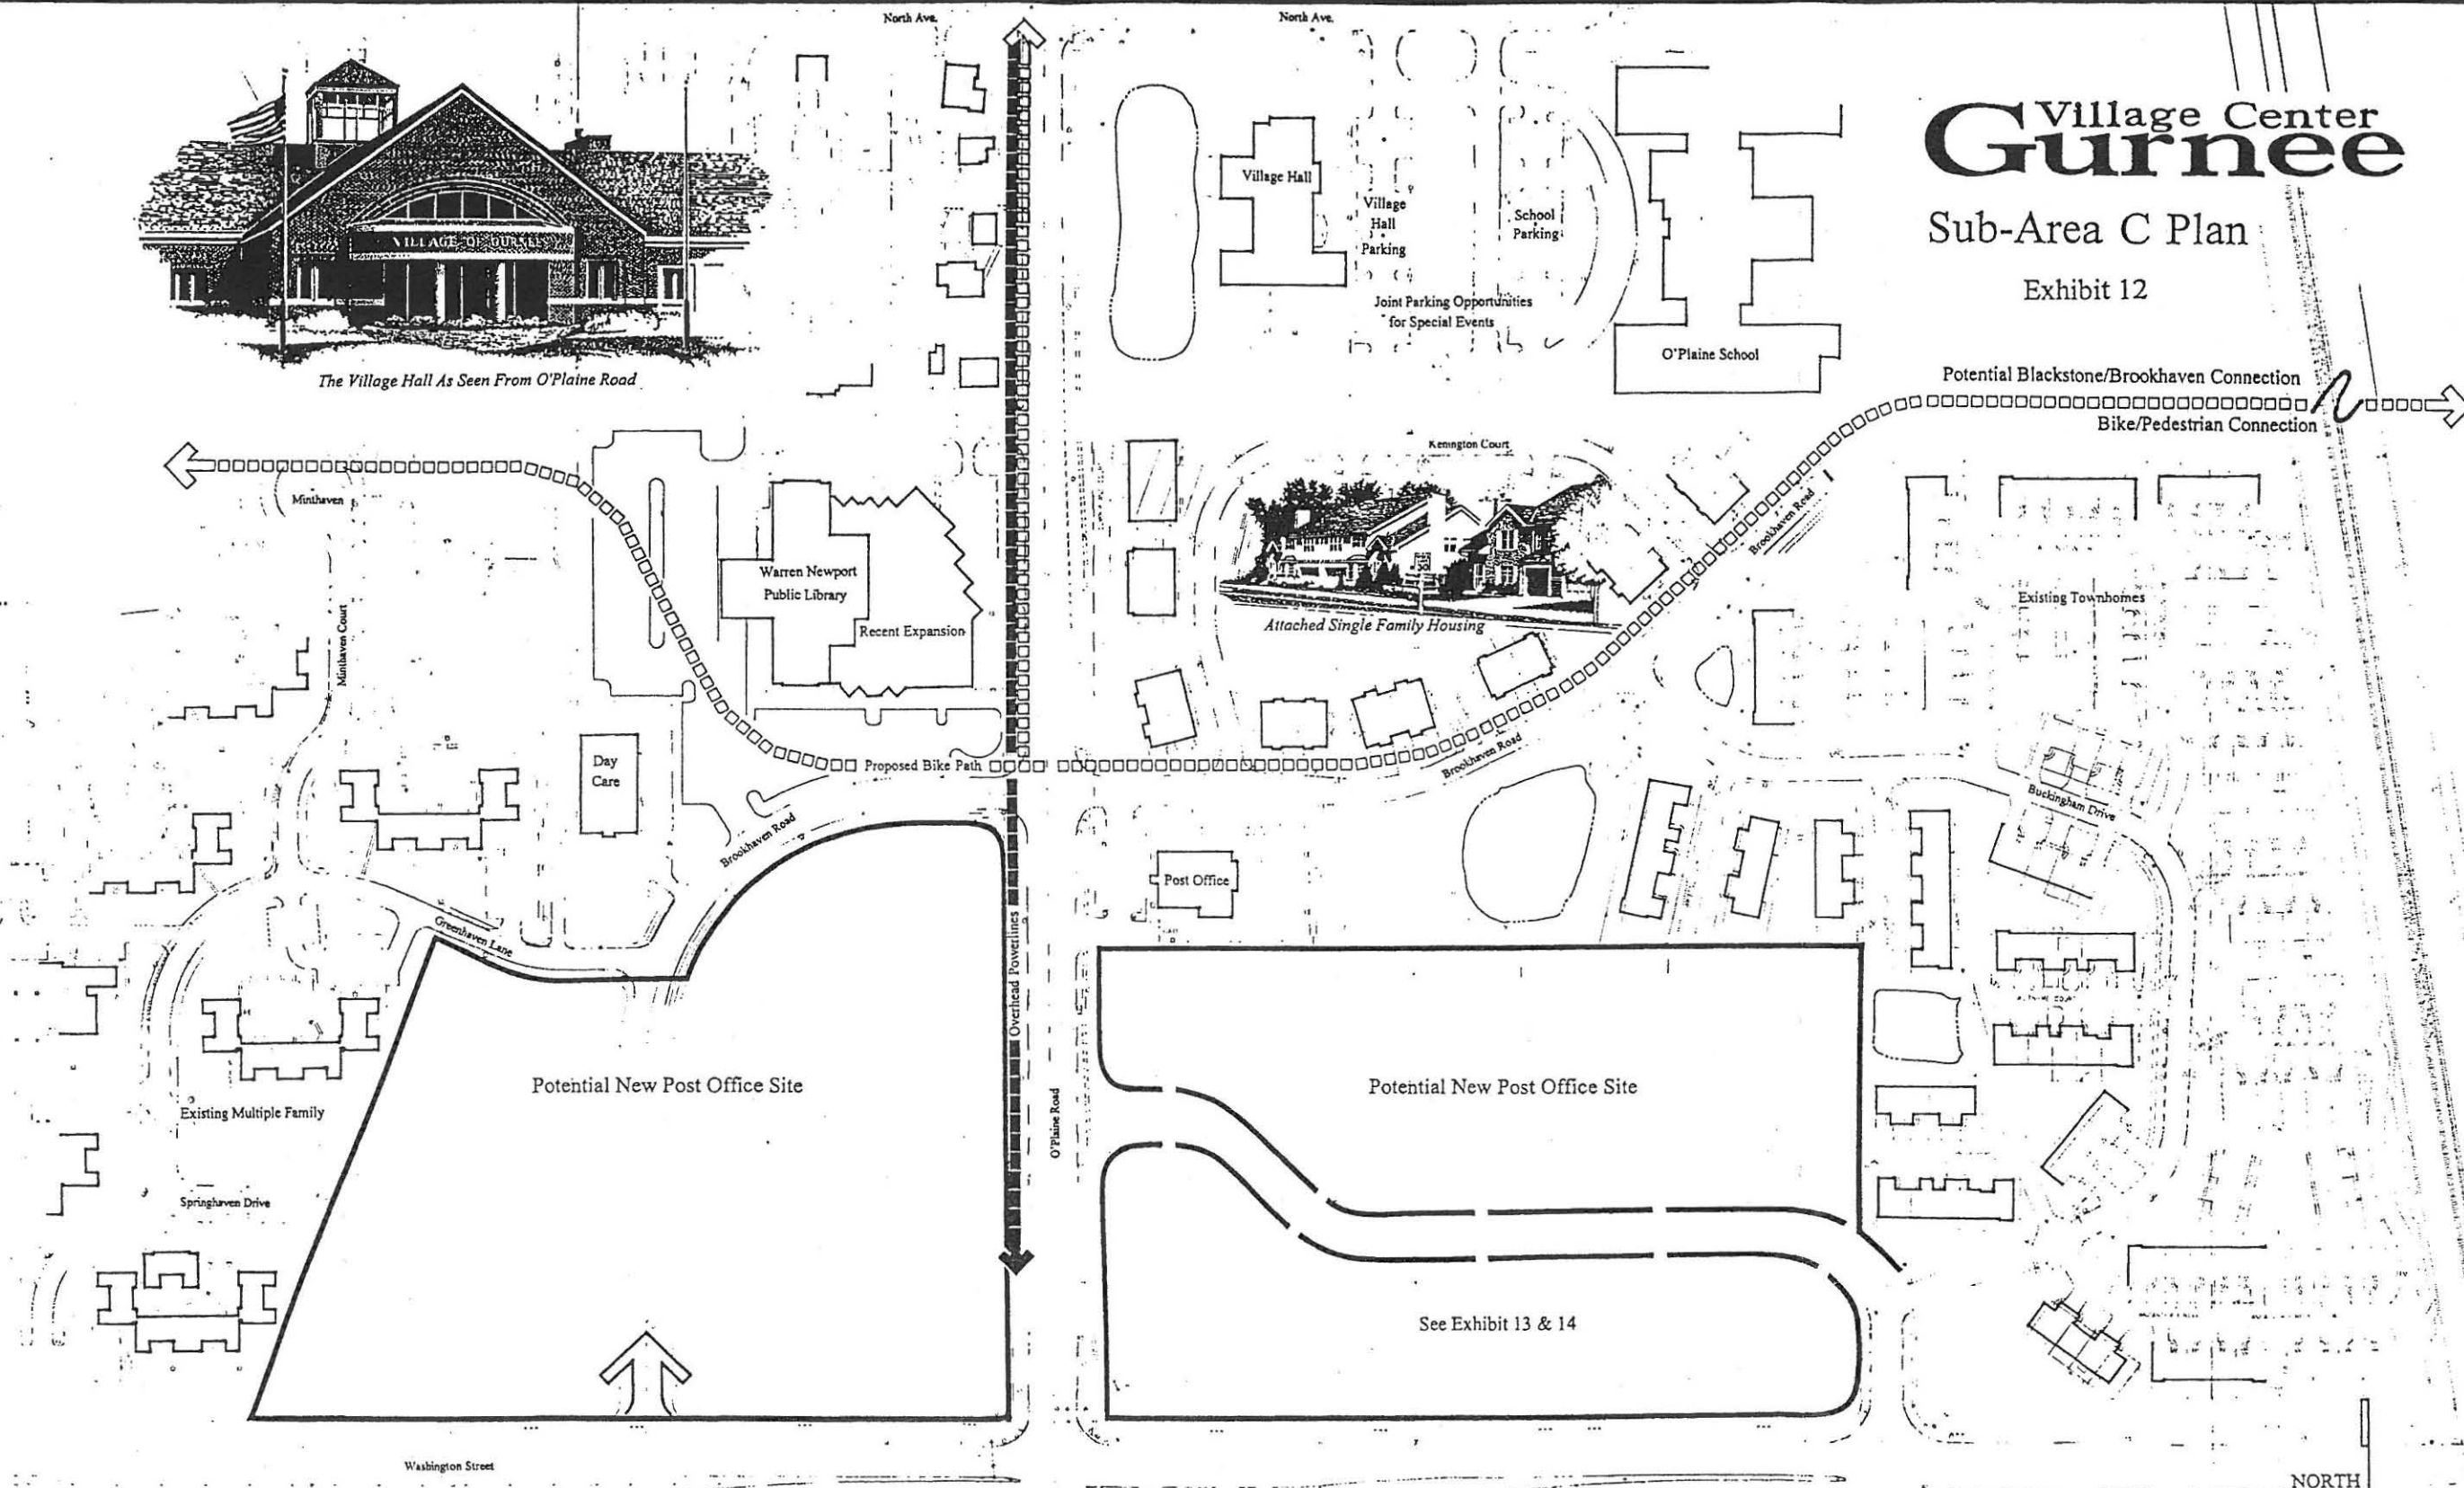 North Ave.
North Ave.
Village Center
Gurnee
Sub-Area C Plan
Exhibit 12
VILLAGE OF GURNEE
The Village Hall As Seen From O'Plaine Road
Village Hall
Village
Hall
Parking
School
Parking
Joint Parking Opportunities
for Special Events
O'Plaine School
Potential Blackstone/Brookhaven Connection
Bike/Pedestrian Connection
Kenington Court
Minthaven
Minthaven Court
Warren Newport
Public Library
Recent Expansion
Attached Single Family Housing
Brookhaven Road
Existing Townhomes
Day
Care
Proposed Bike Path
Brookhaven Road
Brookhaven Road
Buckingham Drive
Post Office
Greenhaven Lane
Overhead Powerlines
O'Plaine Road
Potential New Post Office Site
Potential New Post Office Site
Existing Multiple Family
Springhaven Drive
See Exhibit 13 & 14
Washington Street
NORTH